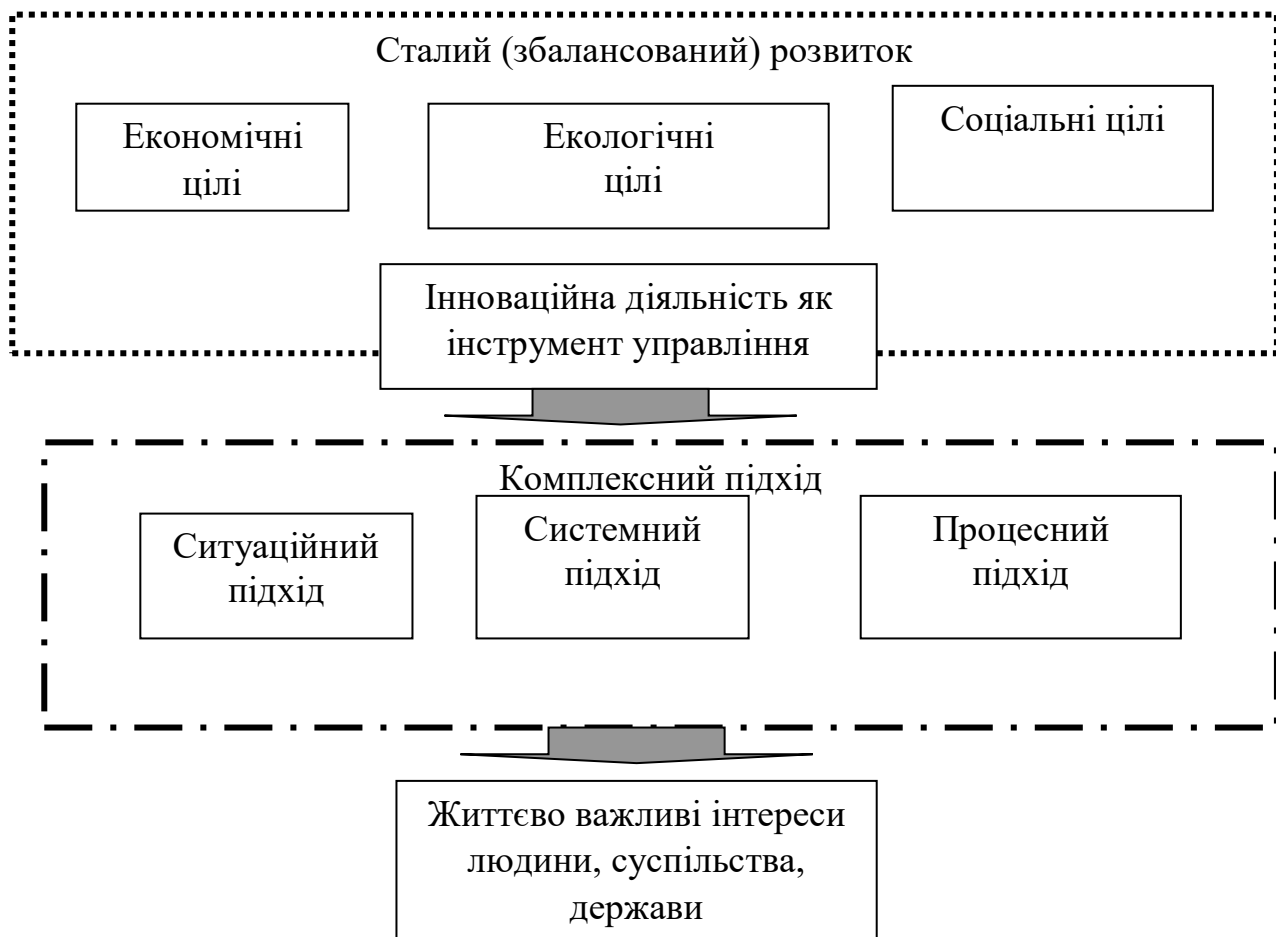 Сталий (збалансований) розвиток
Економічні
цілі
Екологічні
цілі
Соціальні цілі
Інноваційна діяльність як
інструмент управління
Комплексний підхід
Ситуаційний
підхід
Системний
підхід
Процесний
підхід
Життєво важливі інтереси
людини, суспільства,
держави